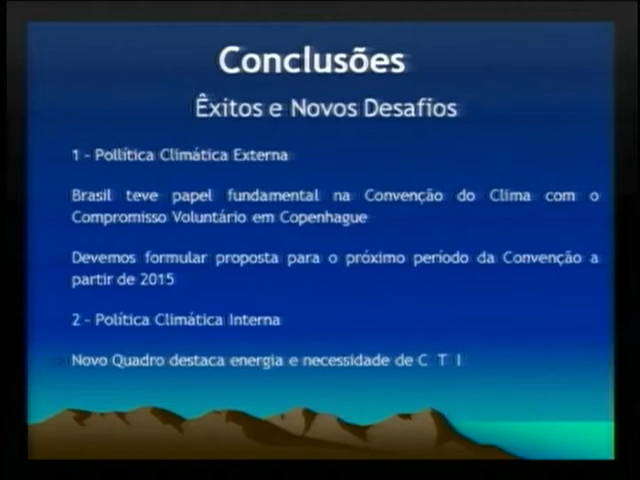 Conclusões
Êxitos e Novos Desafios
1 - Pollítica Climática Externa
Brasil teve papel fundamental na Convenção do Clima com o
Compromisso Voluntário em Copenhague
Devemos formular proposta para o próximo período da Convenção a
partir de 2015
2 - Política Climática Interna
Novo Quadro destaca energia e necessidade de C T I